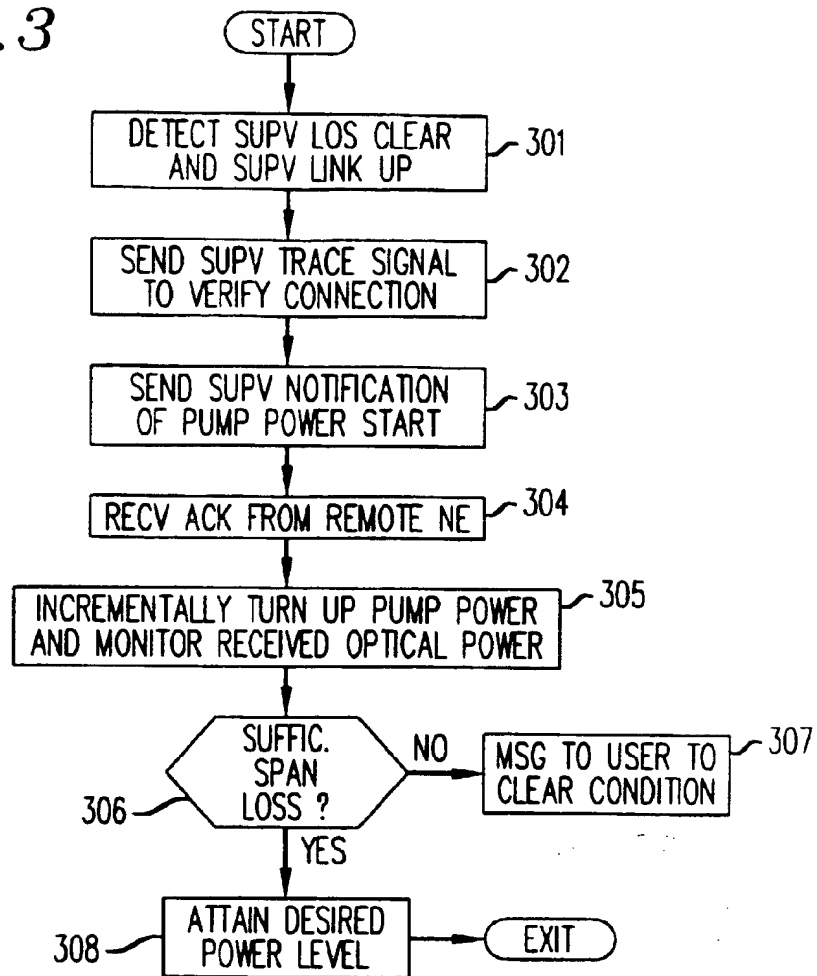 .3
START
DETECT SUPV LOS CLEAR
AND SUPV LINK UP
301
SEND SUPV TRACE SIGNAL
TO VERIFY CONNECTION
302
SEND SUPV NOTIFICATION
OF PUMP POWER START
303
RECV ACK FROM REMOTE NE
304
INCREMENTALLY TURN UP PUMP POWER
AND MONITOR RECEIVED OPTICAL POWER
305
SUFFIC.
SPAN
LOSS ?
306
NO
MSG TO USER TO
CLEAR CONDITION
307
YES
ATTAIN DESIRED
POWER LEVEL
308
EXIT